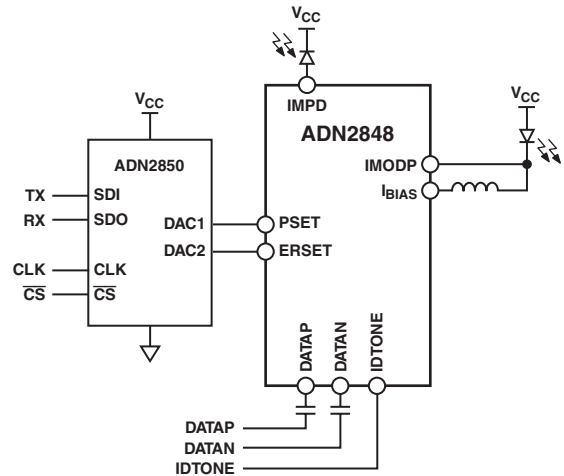 VCC
IMPD
ADN2848
VCC
IMODP
IBIAS
VCC
ADN2850
TX
SDI
RX
SDO
CLK
CLK
CS
CS
DAC1
DAC2
PSET
ERSET
DATAP
DATAN
IDTONE
DATAP
DATAN
IDTONE